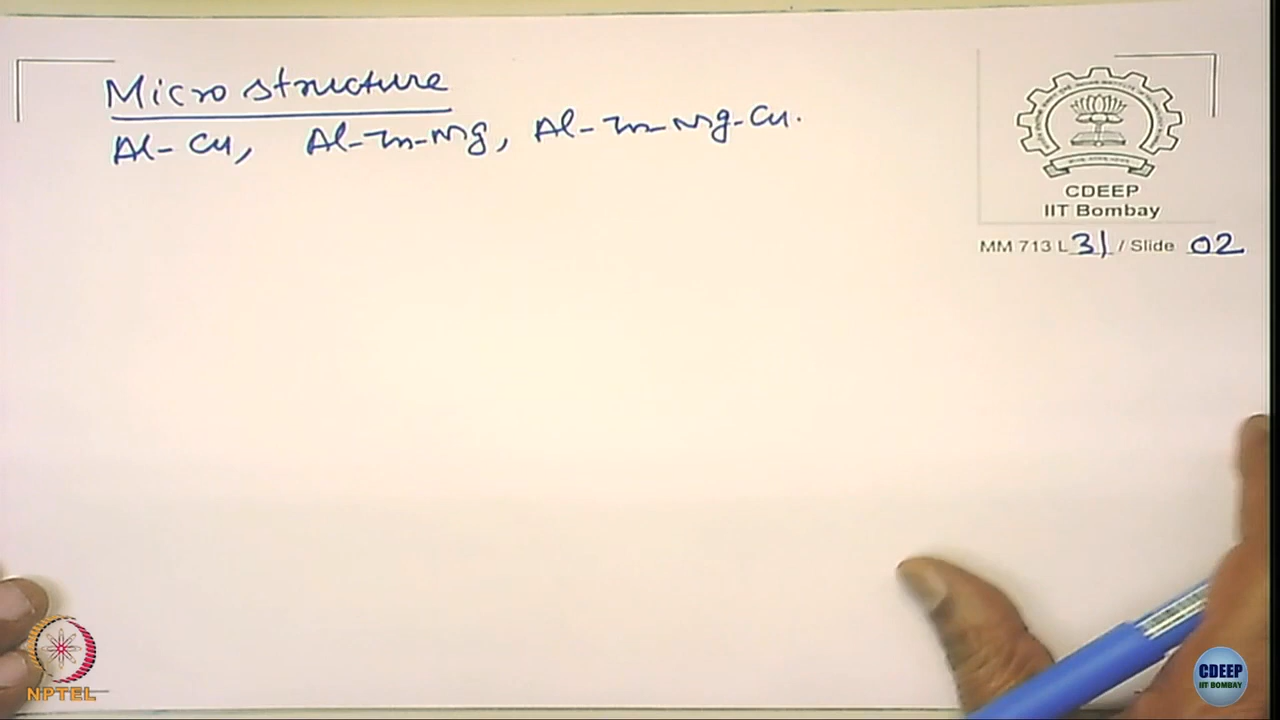 Microstructure
Al-Cu, Al-Zn-Mg, Al-Zn-Mg-Cu.
CDEEP
IIT Bombay
MM 713 L 31 / Slide 02
NPTEL
CDEEP
IIT BOMBAY